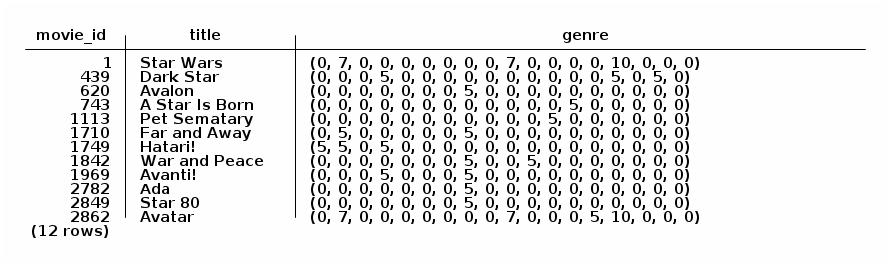 movie_id title genre
1 Star Wars (0, 7, 0, 0, 0, 0, 0, 0, 0, 7, 0, 0, 0, 0, 10, 0, 0, 0)
439 Dark Star (0, 0, 0, 5, 0, 0, 0, 0, 0, 0, 0, 0, 0, 0, 5, 0, 5, 0)
620 Avalon (0, 0, 0, 0, 0, 0, 0, 5, 0, 0, 0, 0, 0, 0, 0, 0, 0, 0)
743 A Star Is Born (0, 0, 0, 0, 0, 0, 0, 0, 0, 0, 0, 0, 5, 0, 0, 0, 0, 0)
1113 Pet Sematary (0, 0, 0, 0, 0, 0, 0, 0, 0, 0, 0, 5, 0, 0, 0, 0, 0, 0)
1710 Far and Away (0, 5, 0, 0, 0, 0, 0, 5, 0, 0, 0, 0, 0, 0, 0, 0, 0, 0)
1749 Hatari! (5, 5, 0, 5, 0, 0, 0, 0, 0, 0, 0, 0, 0, 0, 0, 0, 0, 0)
1842 War and Peace (0, 0, 0, 0, 0, 0, 0, 5, 0, 0, 5, 0, 0, 0, 0, 0, 0, 0)
1969 Avanti! (0, 0, 0, 5, 0, 0, 0, 5, 0, 0, 0, 0, 0, 0, 0, 0, 0, 0)
2782 Ada (0, 0, 0, 0, 0, 0, 0, 5, 0, 0, 0, 0, 0, 0, 0, 0, 0, 0)
2849 Star 80 (0, 0, 0, 0, 0, 0, 0, 5, 0, 0, 0, 0, 0, 0, 0, 0, 0, 0)
2862 Avatar (0, 7, 0, 0, 0, 0, 0, 0, 0, 7, 0, 0, 0, 5, 10, 0, 0, 0)
(12 rows)